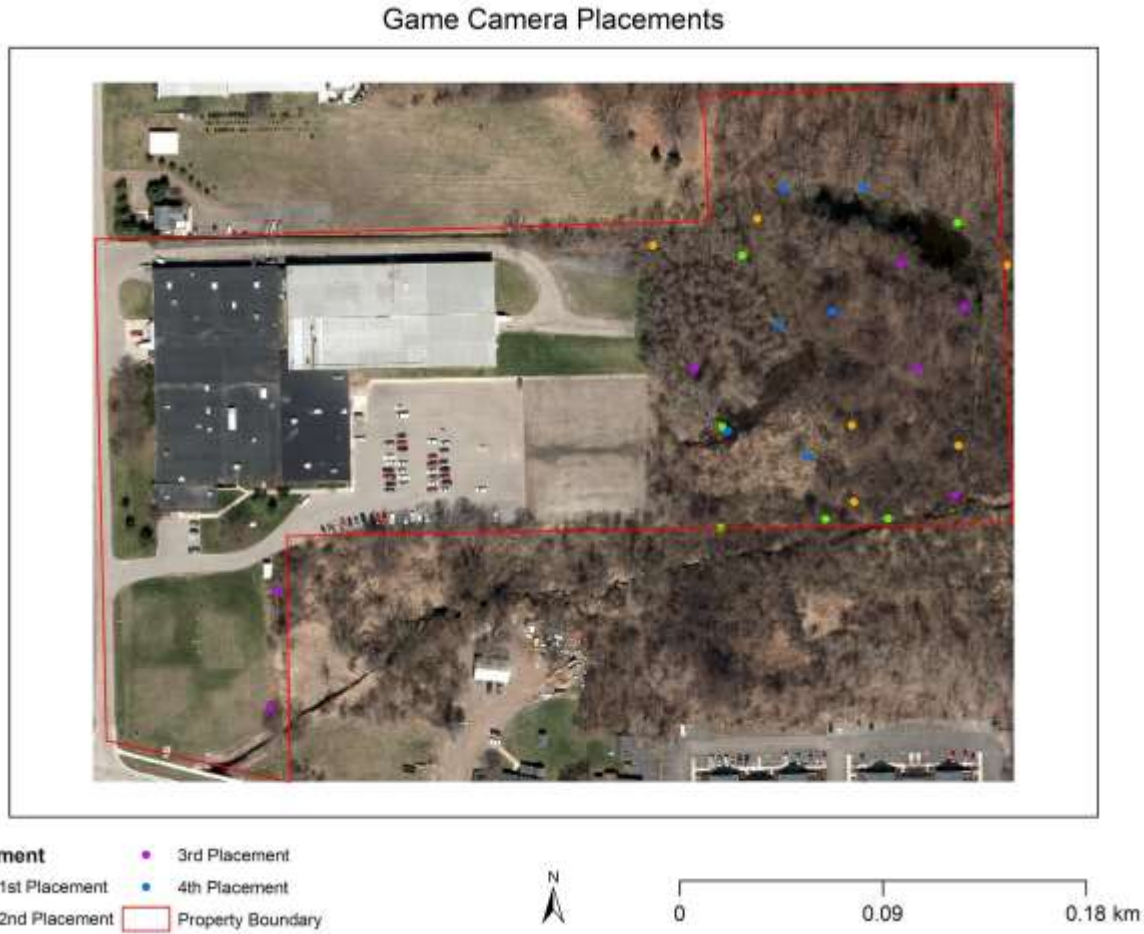 Game Camera Placements
ment
1st Placement
2nd Placement
3rd Placement
4th Placement
Property Boundary
N
0
0.09
0.18 km